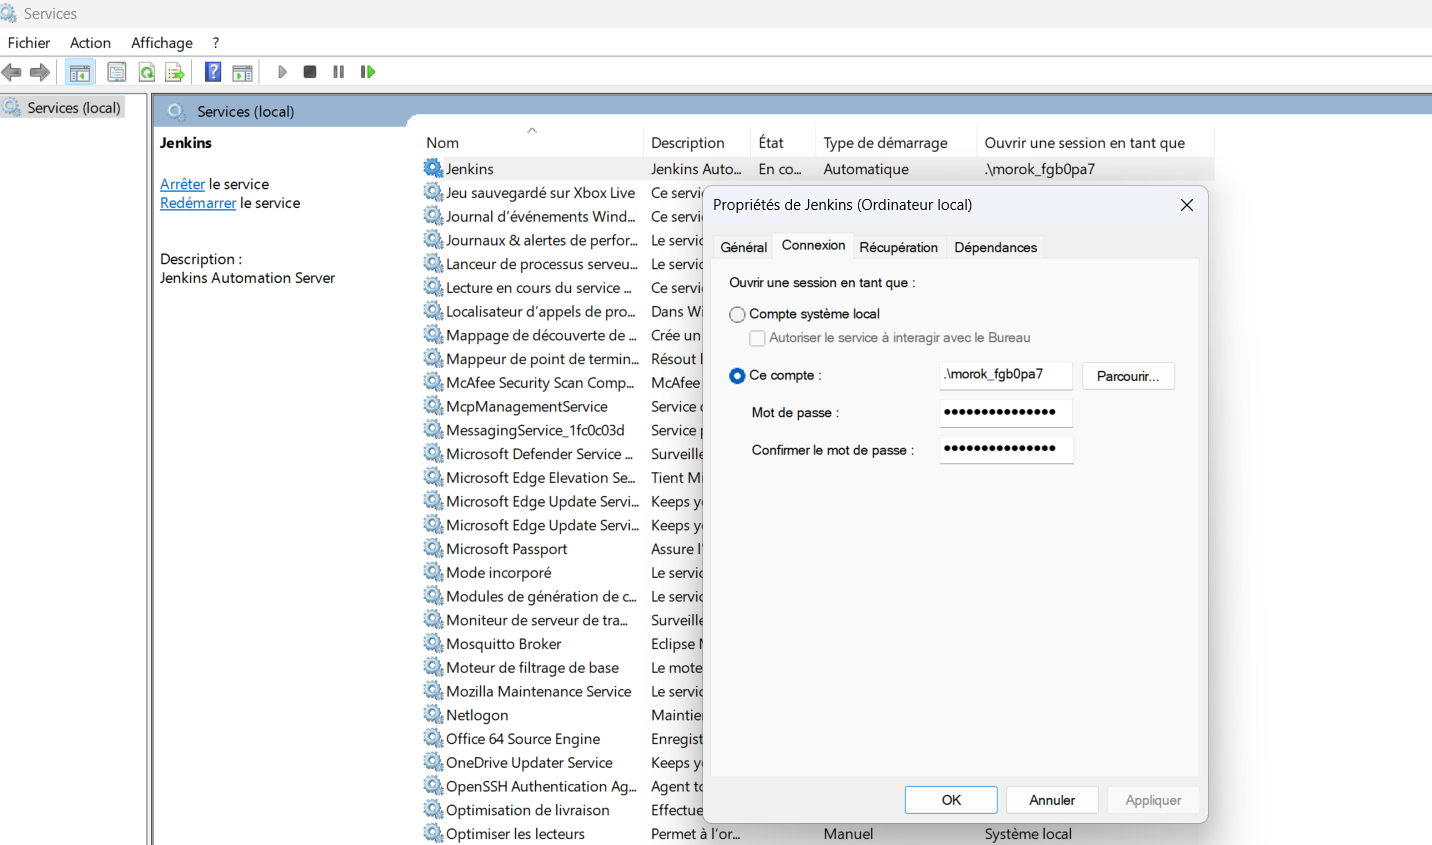 Services
Fichier Action Affichage ?
Services (local)
Services (local)
Jenkins
Arrêter le service
Redémarrer le service
Description :
Jenkins Automation Server
Nom Description État Type de démarrage Ouvrir une session en tant que
Jenkins Jenkins Auto... En co... Automatique .\morok_fgb0pa7
Jeu sauvegardé sur Xbox Live Ce servi
Journal d'événements Wind... Ce servi
Journaux & alertes de perfor... Le servic
Lanceur de processus serveu... Le servic
Lecture en cours du service ... Ce servi
Localisateur d'appels de pro... Dans Wi
Mappage de découverte de ... Crée un
Mappeur de point de termin... Résout l
McAfee Security Scan Comp... McAfee
McpManagementService Service
MessagingService_1fc0c03d Service
Microsoft Defender Service ... Surveille
Microsoft Edge Elevation Se... Tient Mi
Microsoft Edge Update Servi... Keeps y
Microsoft Edge Update Servi... Keeps y
Microsoft Passport Assure l'
Mode incorporé Le servic
Modules de génération de c... Le servic
Moniteur de serveur de tra... Surveille
Mosquitto Broker Eclipse
Moteur de filtrage de base Le mote
Mozilla Maintenance Service Le servic
Netlogon Maintie
Office 64 Source Engine Enregist
OneDrive Updater Service Keeps y
OpenSSH Authentication Ag... Agent to
Optimisation de livraison Effectue
Optimiser les lecteurs Permet à l'or... Manuel Système local
Propriétés de Jenkins (Ordinateur local)
Général Connexion Récupération Dépendances
Ouvrir une session en tant que :
Compte système local
Autoriser le service à interagir avec le Bureau
Ce compte : .\morok_fgb0pa7 Parcourir...
Mot de passe : •••••••••••••••
Confirmer le mot de passe : •••••••••••••••
OK Annuler Appliquer